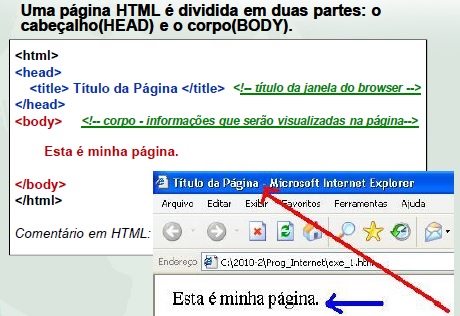 Uma página HTML é dividida em duas partes: o
cabeçalho(HEAD) e o corpo(BODY).
<html>
<head>
<title> Título da Página </title> <!-- título da janela do browser -->
</head>
<body> <!-- corpo - informações que serão visualizadas na página-->
Esta é minha página.
</body>
</html>
Comentário em HTML:
Título da Página - Microsoft Internet Explorer
Arquivo Editar Exibir Favoritos Ferramentas Ajuda
Endereço C:\2010-2\Prog_Internet\exe_1.htm
Esta é minha página.